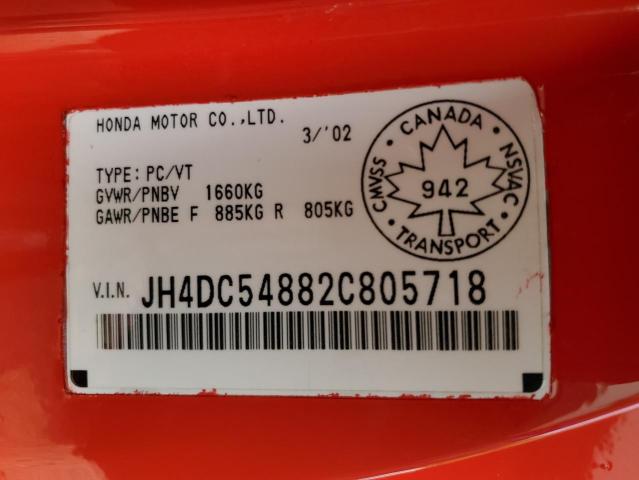 HONDA MOTOR CO.,LTD.
3/'02
TYPE: PC/VT
GVWR/PNBV 1660KG
GAWR/PNBE F 885KG R 805KG
CANADA
CMVSS
NSVAC
942
TRANSPORT
V.I.N. JH4DC54882C805718